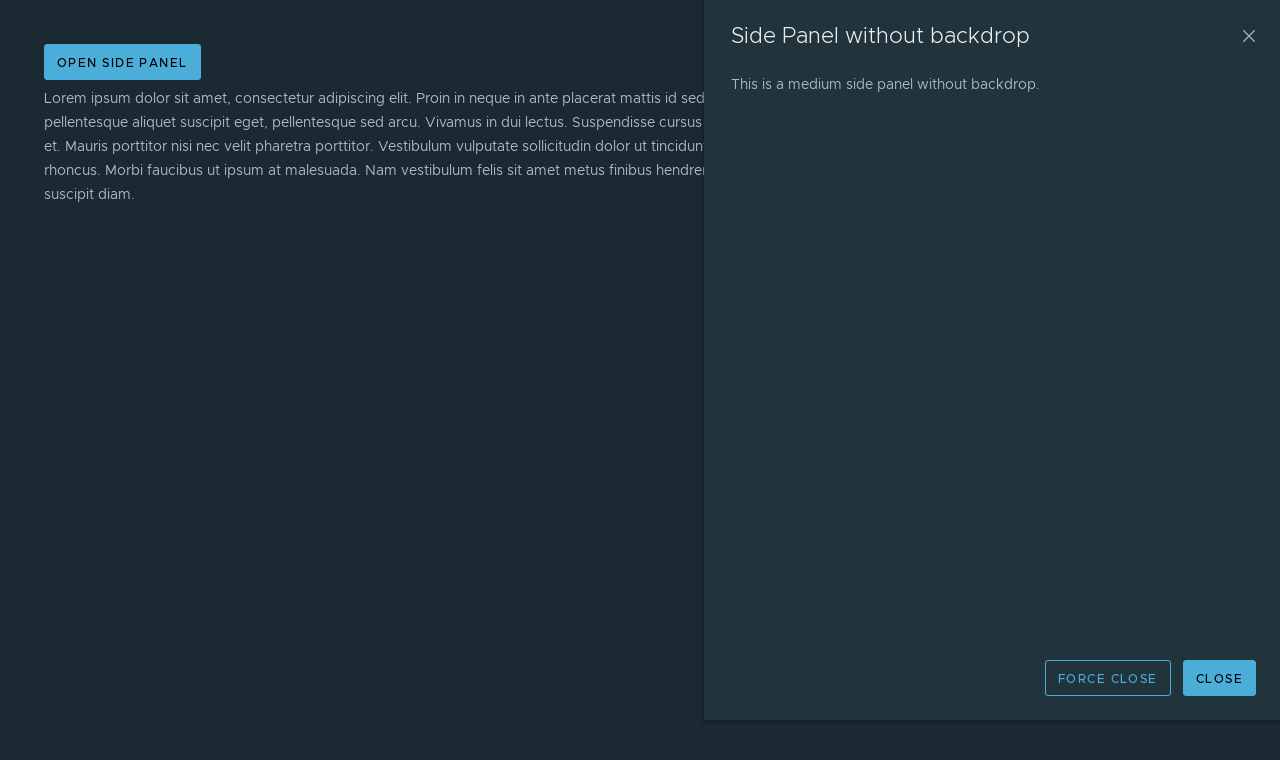 OPEN SIDE PANEL
Lorem ipsum dolor sit amet, consectetur adipiscing elit. Proin in neque in ante placerat mattis id sed
pellentesque aliquet suscipit eget, pellentesque sed arcu. Vivamus in dui lectus. Suspendisse cursus
et. Mauris porttitor nisi nec velit pharetra porttitor. Vestibulum vulputate sollicitudin dolor ut
rhoncus. Morbi faucibus ut ipsum at malesuada. Nam vestibulum felis sit amet metus finibus
suscipit diam.
Side Panel without backdrop
This is a medium side panel without backdrop.
FORCE CLOSE
CLOSE